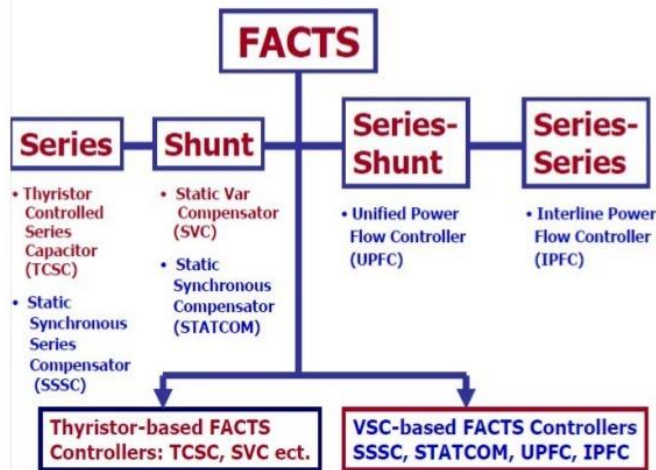 FACTS
Series
Shunt
Series-
Shunt
Series-
Series
• Thyristor
Controlled
Series
Capacitor
(TCSC)
• Static
Synchronous
Series
Compensator
(SSSC)
• Static Var
Compensator
(SVC)
• Static
Synchronous
Compensator
(STATCOM)
• Unified Power
Flow Controller
(UPFC)
• Interline Power
Flow Controller
(IPFC)
Thyristor-based FACTS
Controllers: TCSC, SVC ect.
VSC-based FACTS Controllers
SSSC, STATCOM, UPFC, IPFC